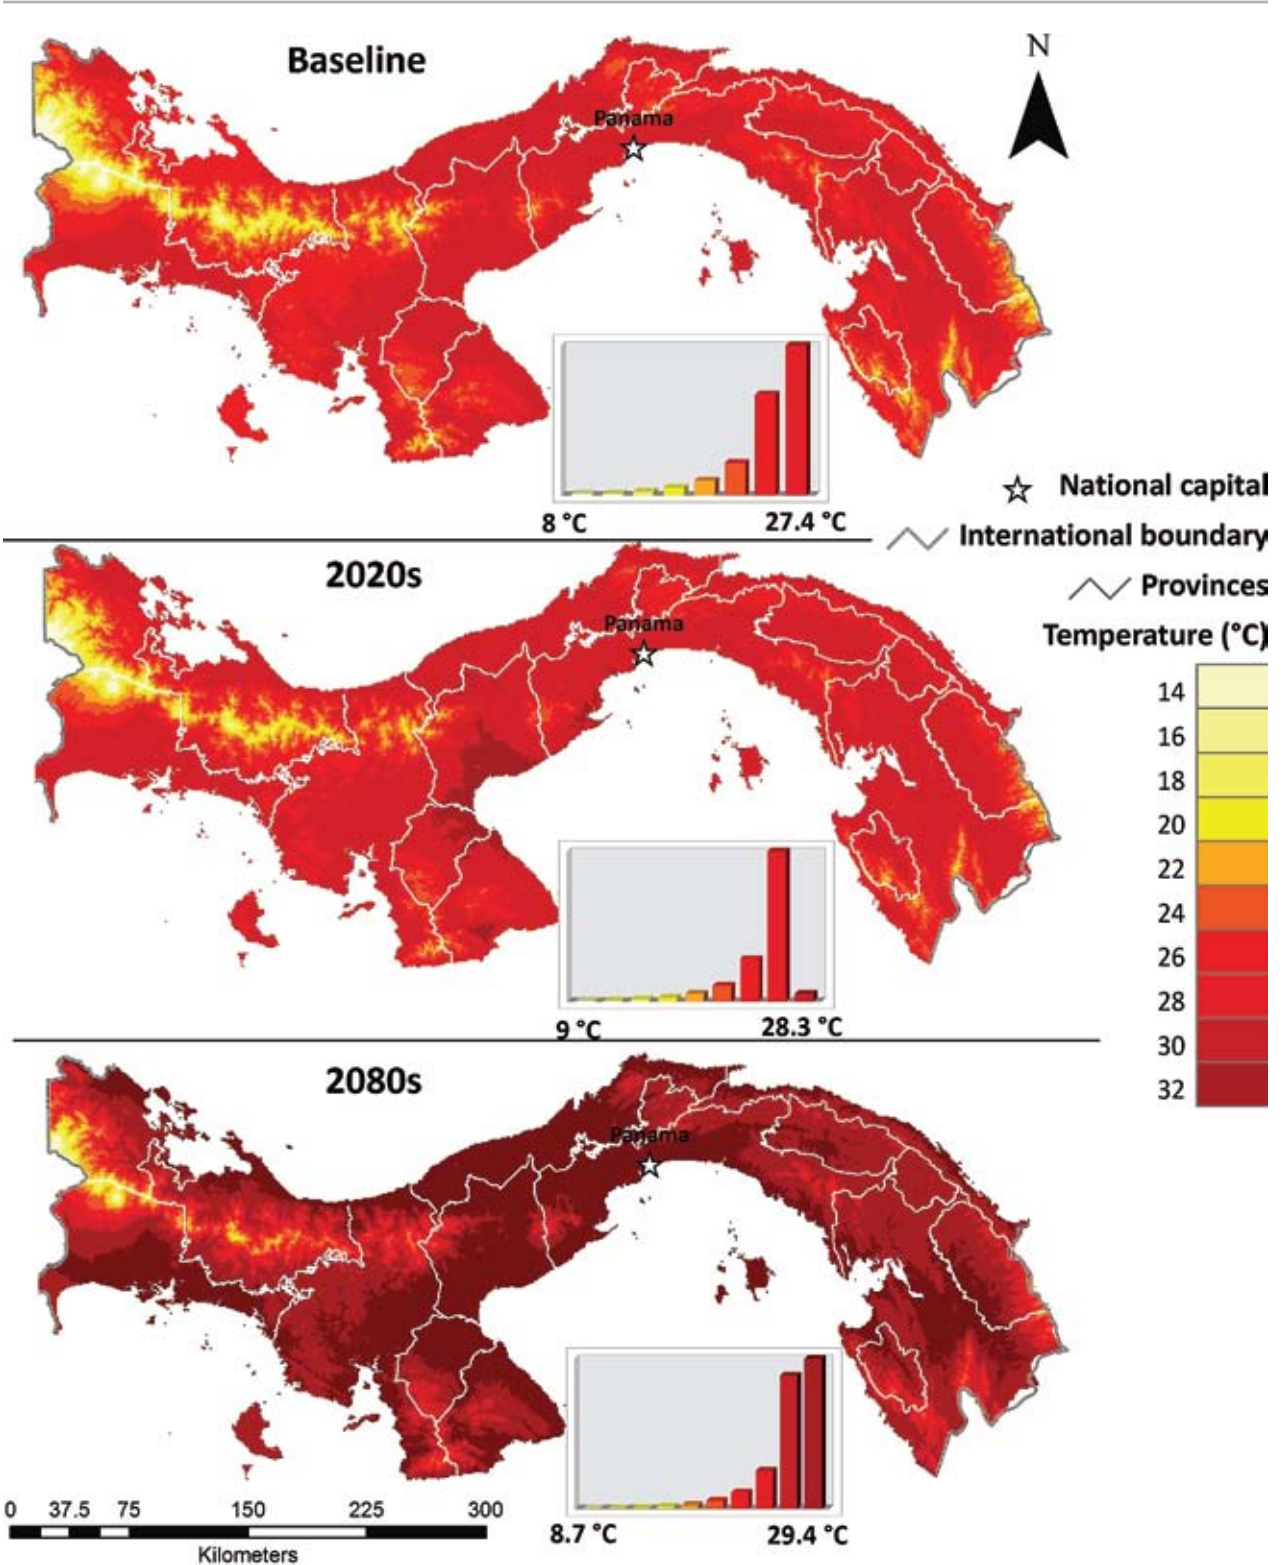 Baseline
N
Panama
8 °C
27.4 °C
National capital
International boundary
Provinces
Temperature (°C)
14
16
18
20
22
24
26
28
30
32
2020s
Panama
9 °C
28.3 °C
2080s
Panama
8.7 °C
29.4 °C
0 37.5 75 150 225 300
Kilometers